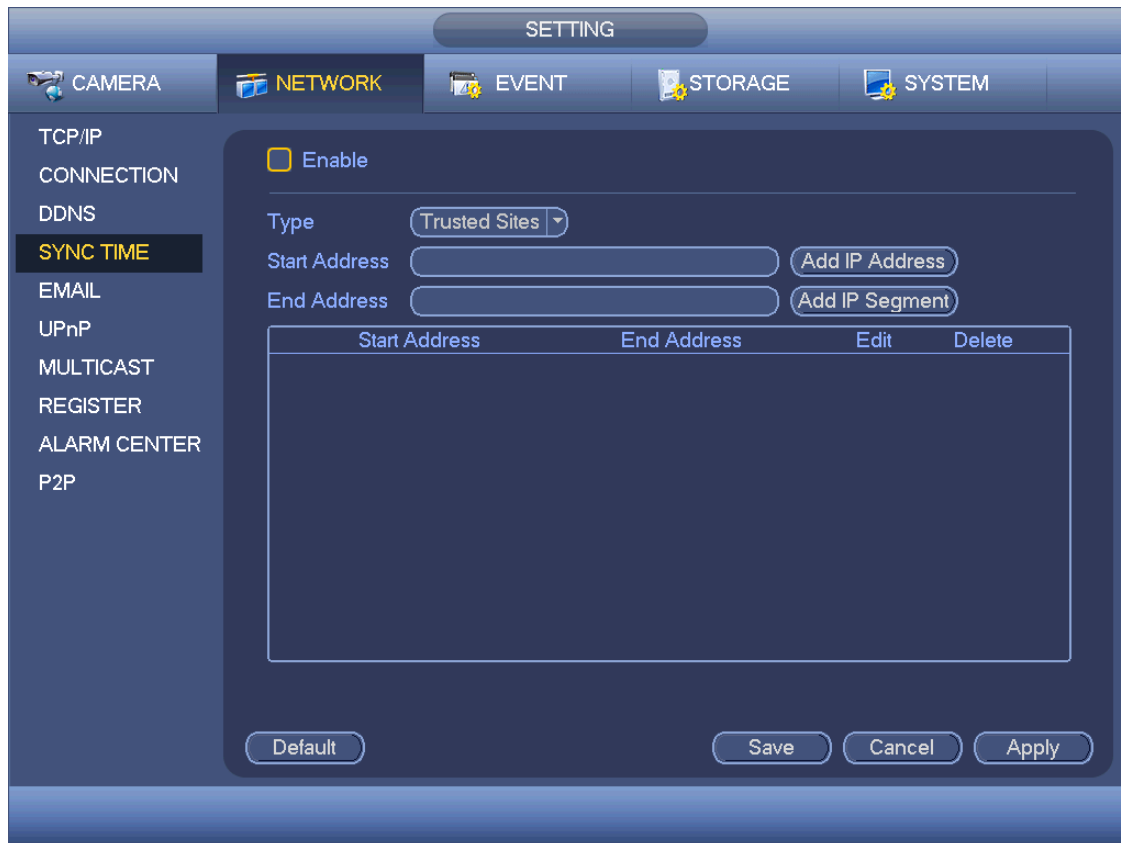 SETTING
CAMERA NETWORK EVENT STORAGE SYSTEM
TCP/IP
CONNECTION
DDNS
SYNC TIME
EMAIL
UPnP
MULTICAST
REGISTER
ALARM CENTER
P2P
Enable
Type Trusted Sites
Start Address Add IP Address
End Address Add IP Segment
Start Address End Address Edit Delete
Default Save Cancel Apply